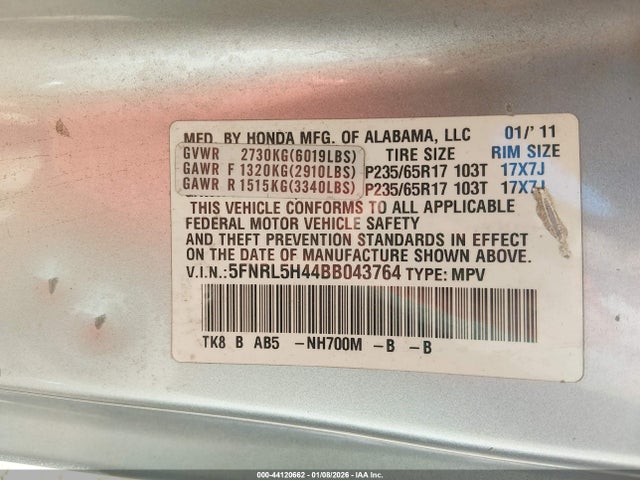 MFD. BY HONDA MFG. OF ALABAMA, LLC 01/' 11
GVWR 2730KG(6019LBS) TIRE SIZE RIM SIZE
GAWR F 1320KG(2910LBS) P235/65R17 103T 17X7J
GAWR R 1515KG(3340LBS) P235/65R17 103T 17X7J
THIS VEHICLE CONFORMS TO ALL APPLICABLE
FEDERAL MOTOR VEHICLE SAFETY
AND THEFT PREVENTION STANDARDS IN EFFECT
ON THE DATE OF MANUFACTURE SHOWN ABOVE.
V.I.N.:5FNRL5H44BB043764 TYPE: MPV
TK8 B AB5 -NH700M -B -B
000-44120662 - 01/08/2026 - IAA Inc.